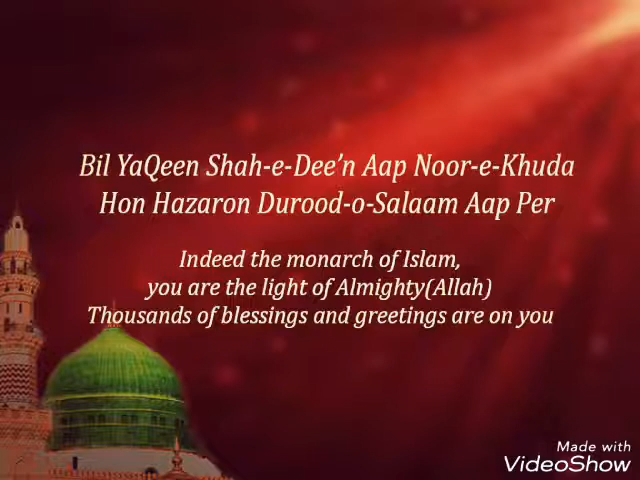 Bil YaQeen Shah-e-Dee'n Aap Noor-e-Khuda
Hon Hazaron Durood-o-Salaam Aap Per
Indeed the monarch of Islam,
you are the light of Almighty(Allah)
Thousands of blessings and greetings are on you
Made with
VideoShow